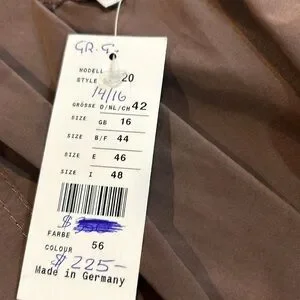 GR. G.
MODELL
STYLE 20
14/16
GRÖSSE D/NL/CH 42
SIZE GB 16
SIZE B/F 44
SIZE E 46
SIZE I 48
$ 350
FARBE
COLOUR 56
$ 225-
Made in Germany